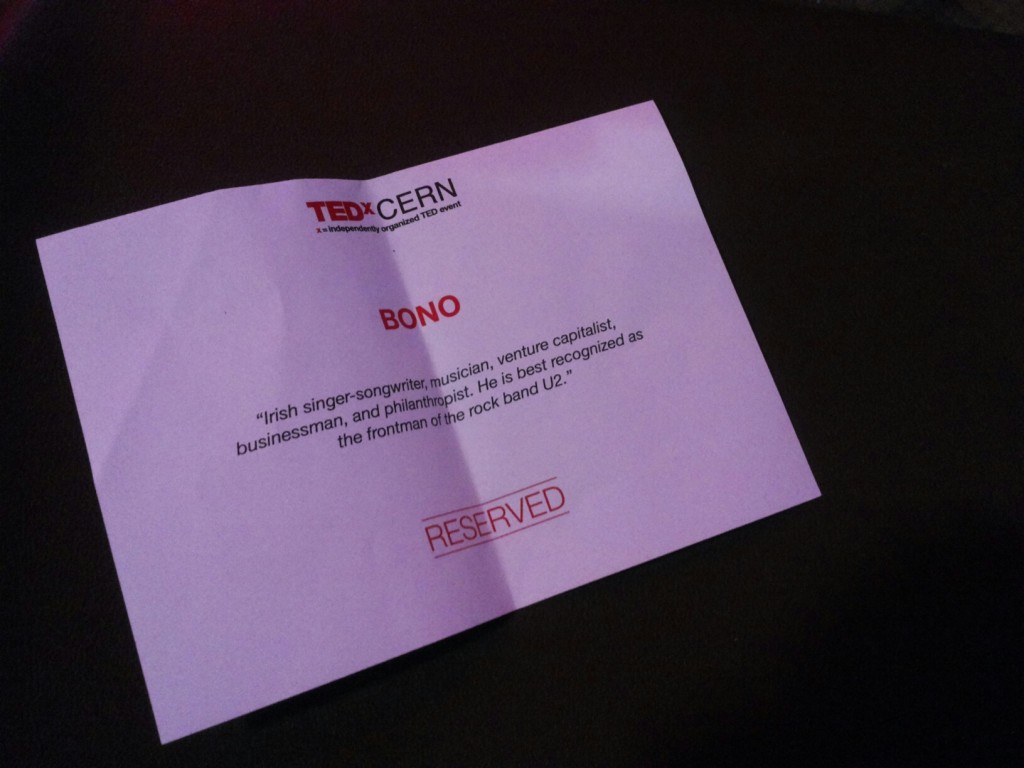 TEDxCERN
x = independently organized TED event
BONO
“Irish singer-songwriter, musician, venture capitalist,
businessman, and philanthropist. He is best recognized as
the frontman of the rock band U2.”
RESERVED